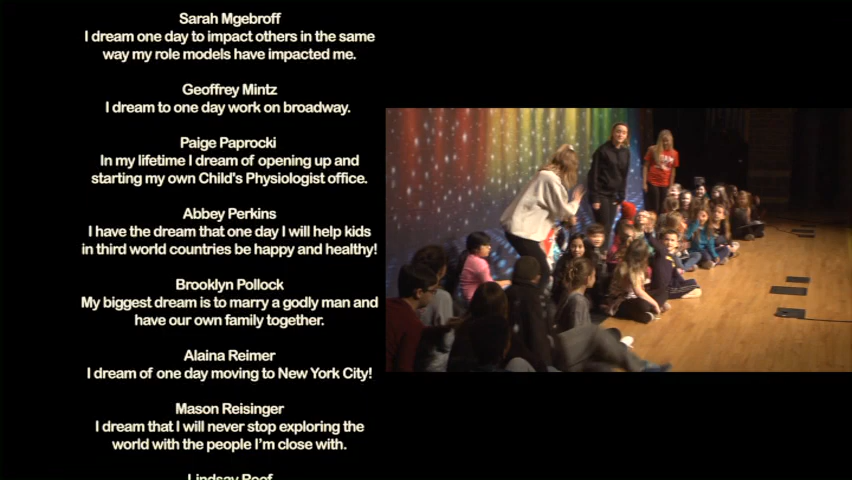 Sarah Mgebroff
I dream one day to impact others in the same
way my role models have impacted me.
Geoffrey Mintz
I dream to one day work on broadway.
Paige Paprocki
In my lifetime I dream of opening up and
starting my own Child's Physiologist office.
Abbey Perkins
I have the dream that one day I will help kids
in third world countries be happy and healthy!
Brooklyn Pollock
My biggest dream is to marry a godly man and
have our own family together.
Alaina Reimer
I dream of one day moving to New York City!
Mason Reisinger
I dream that I will never stop exploring the
world with the people I'm close with.
Lindsay